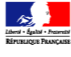 Liberté • Égalité • Fraternité
RÉPUBLIQUE FRANÇAISE